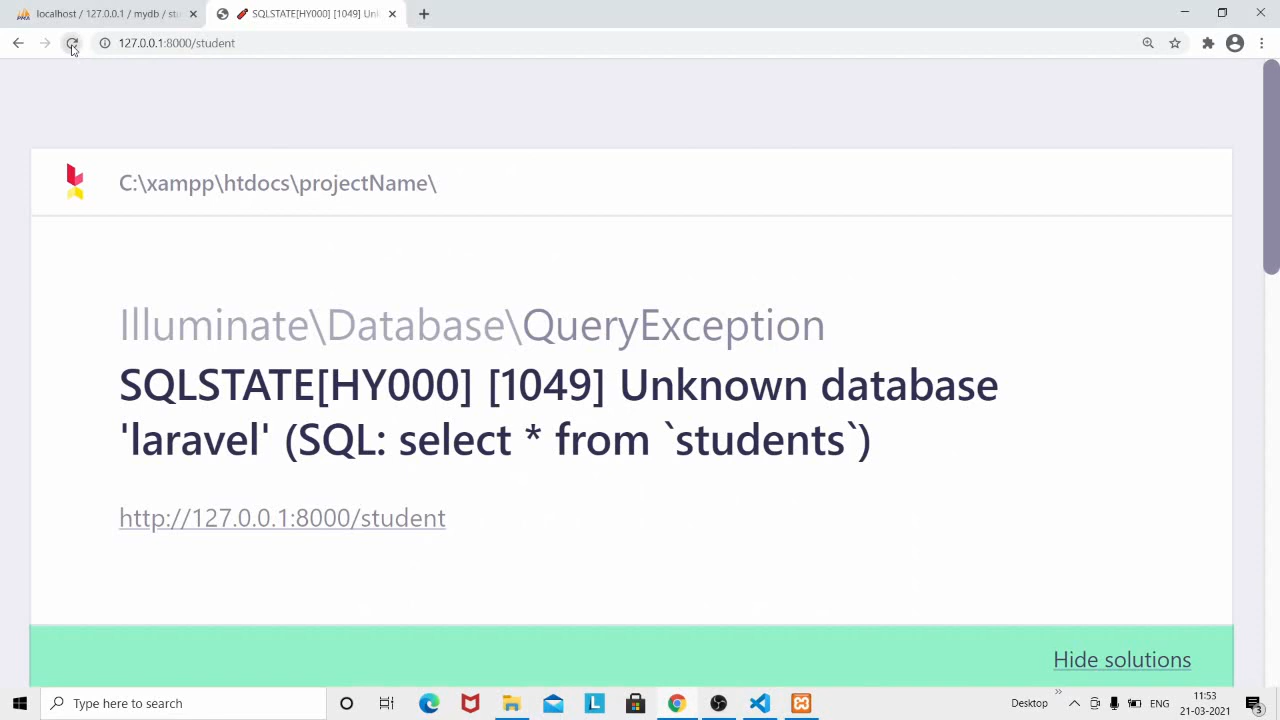 localhost / 127.0.0.1 / mydb / stu
SQLSTATE[HY000] [1049] Unk
127.0.0.1:8000/student
C:\xampp\htdocs\projectName\
Illuminate\Database\QueryException
SQLSTATE[HY000] [1049] Unknown database
'laravel' (SQL: select * from `students`)
http://127.0.0.1:8000/student
Hide solutions
Type here to search
Desktop
ENG
11:53
21-03-2021
3